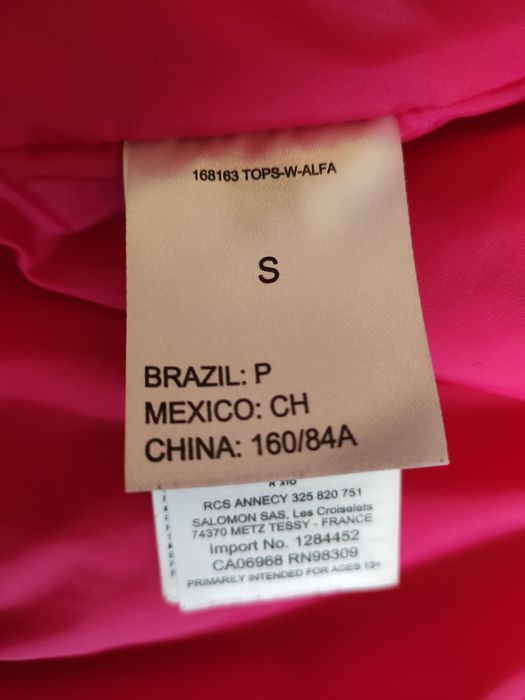 168163 TOPS-W-ALFA
S
BRAZIL: P
MEXICO: CH
CHINA: 160/84A
RCS ANNECY 325 820 751
SALOMON SAS, Les Croiselets
74370 METZ TESSY - FRANCE
Import No. 1284452
CA06968 RN98309
PRIMARILY INTENDED FOR AGES 13+